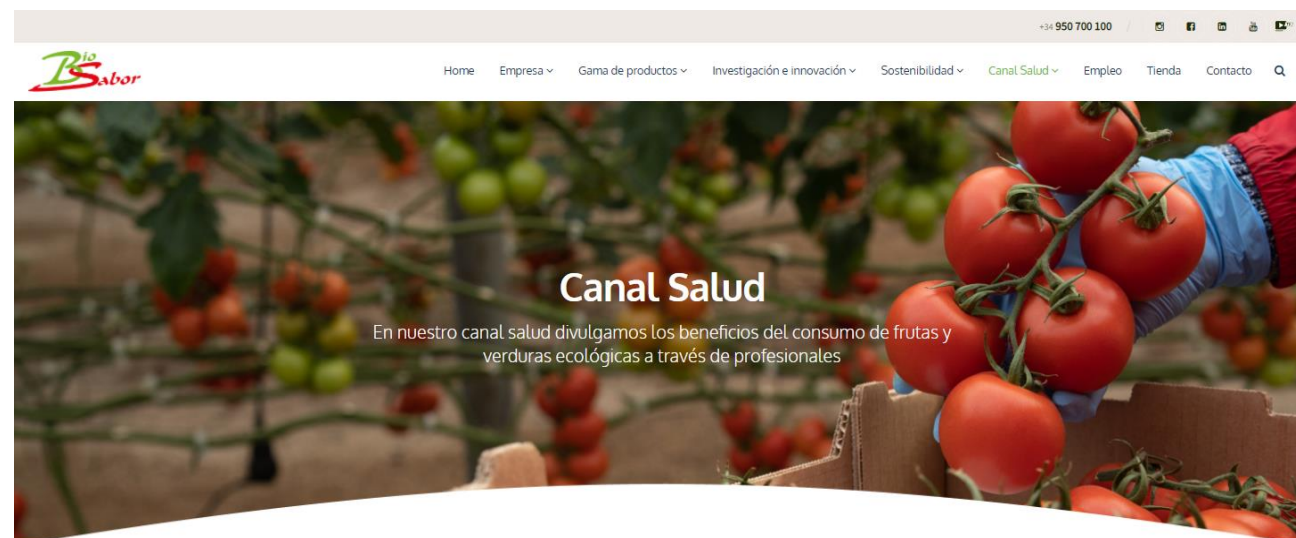 +34 950 700 100
BioSabor
Home Empresa Gama de productos Investigación e innovación Sostenibilidad Canal Salud Empleo Tienda Contacto
Canal Salud
En nuestro canal salud divulgamos los beneficios del consumo de frutas y
verduras ecológicas a través de profesionales